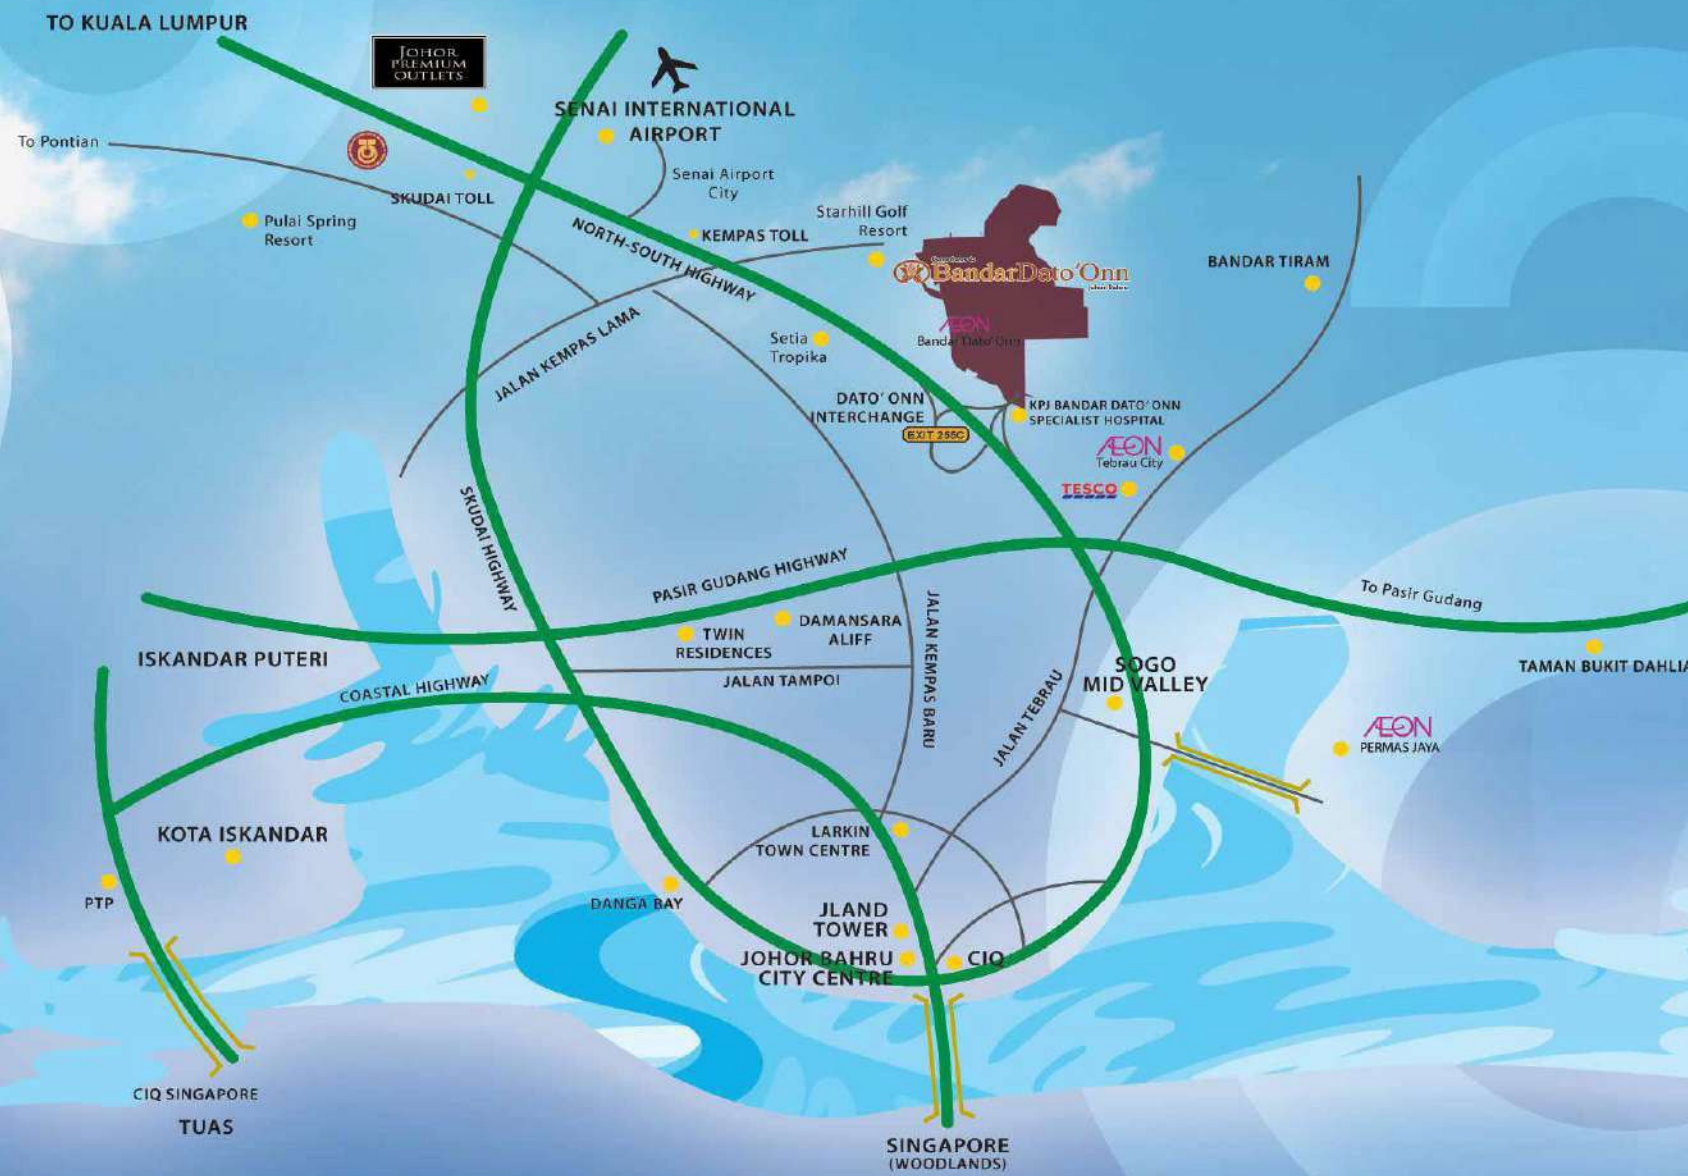 TO KUALA LUMPUR
JOHOR
PREMIUM
OUTLETS
SENAI INTERNATIONAL
AIRPORT
To Pontian
Senai Airport
City
SKUDAI TOLL
Pulai Spring
Resort
NORTH-SOUTH HIGHWAY
KEMPAS TOLL
Starhill Golf
Resort
BandarDato'Onn
BANDAR TIRAM
JALAN KEMPAS LAMA
Setia
Tropika
ÆON
Bandar Dato' Onn
DATO' ONN
INTERCHANGE
EXIT 255C
KPJ BANDAR DATO' ONN
SPECIALIST HOSPITAL
ÆON
Tebrau City
TESCO
SKUDAI HIGHWAY
PASIR GUDANG HIGHWAY
To Pasir Gudang
DAMANSARA
ALIFF
TWIN
RESIDENCES
JALAN KEMPAS BARU
ISKANDAR PUTERI
COASTAL HIGHWAY
JALAN TAMPOI
JALAN TEBRAU
SOGO
MID VALLEY
TAMAN BUKIT DAHLIA
ÆON
PERMAS JAYA
KOTA ISKANDAR
LARKIN
TOWN CENTRE
PTP
DANGA BAY
JLAND
TOWER
JOHOR BAHRU
CITY CENTRE
CIQ
CIQ SINGAPORE
TUAS
SINGAPORE
(WOODLANDS)